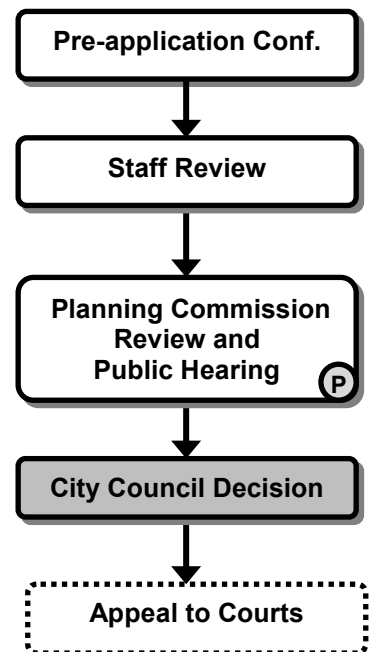 Pre-application Conf.
Staff Review
Planning Commission
Review and
Public Hearing
P
City Council Decision
Appeal to Courts